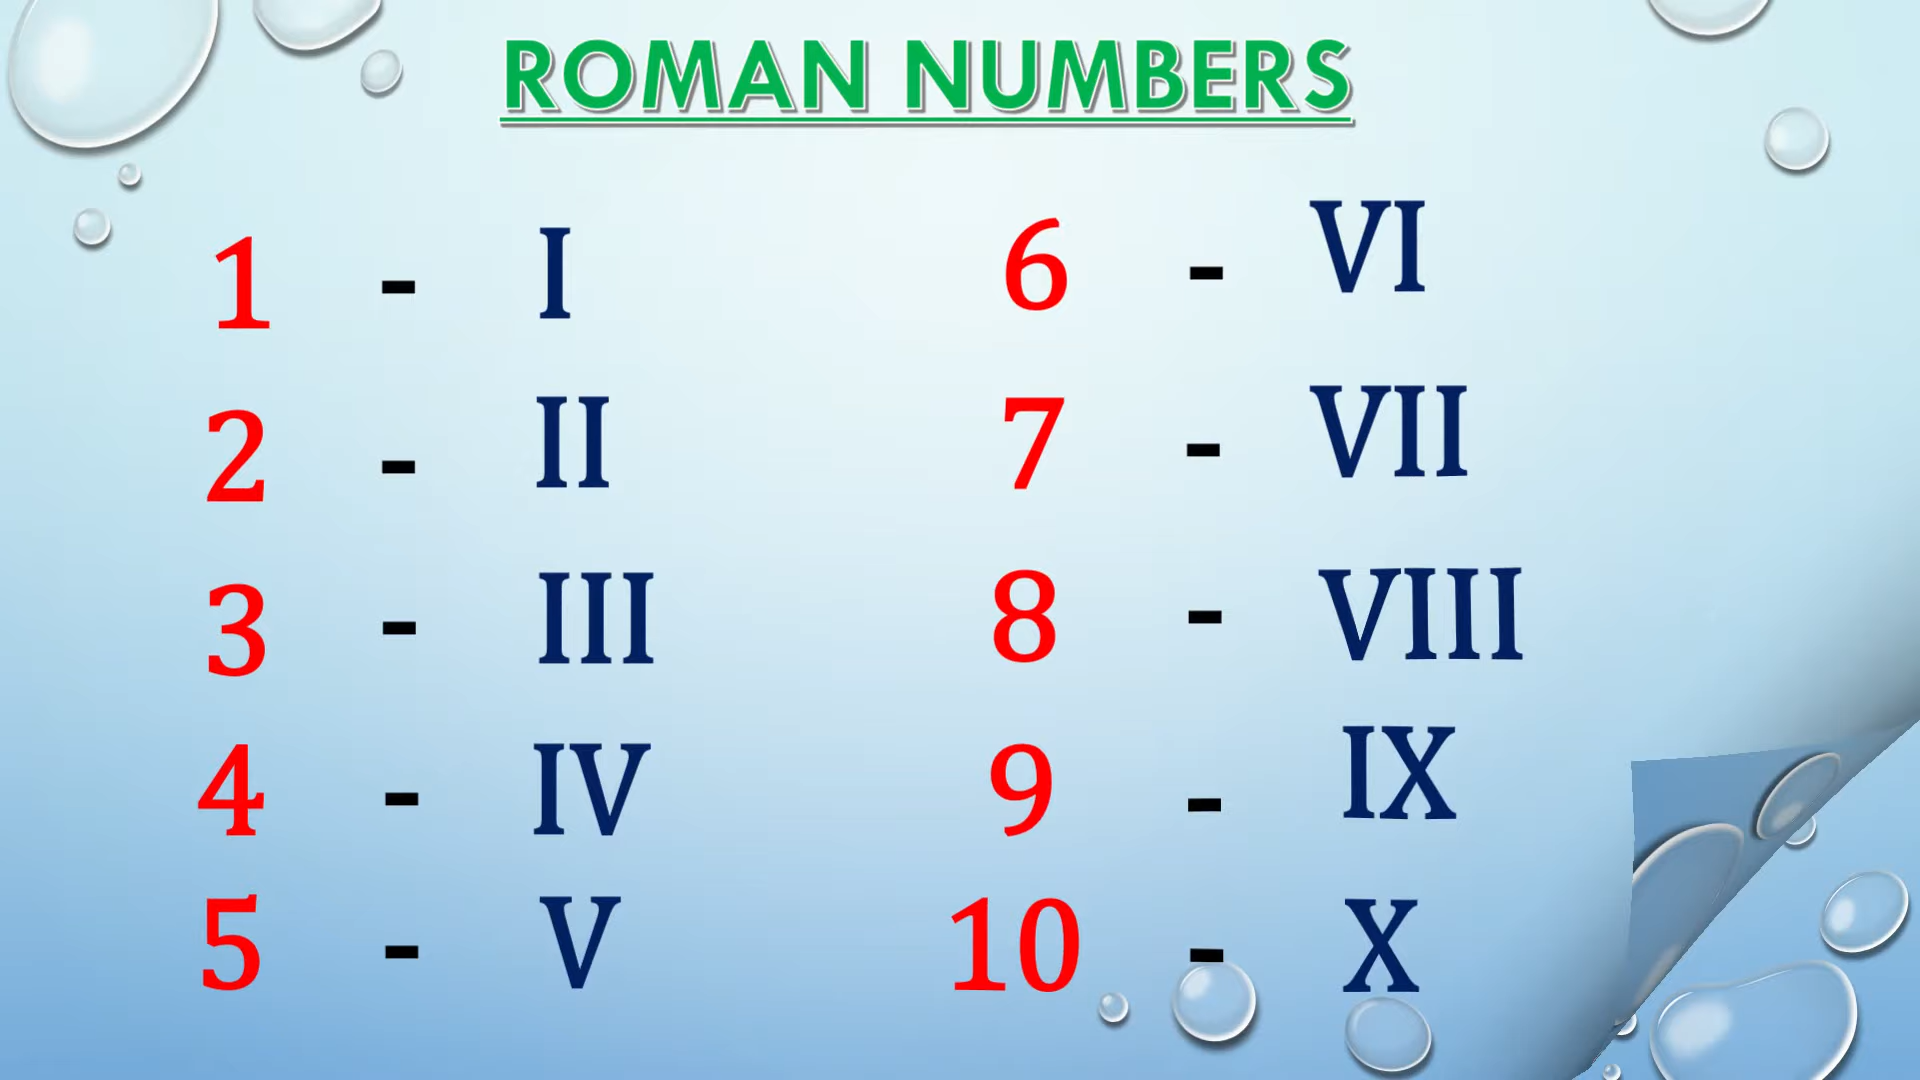 ROMAN NUMBERS
1 - I
2 - II
3 - III
4 - IV
5 - V
6 - VI
7 - VII
8 - VIII
9 - IX
10 - X